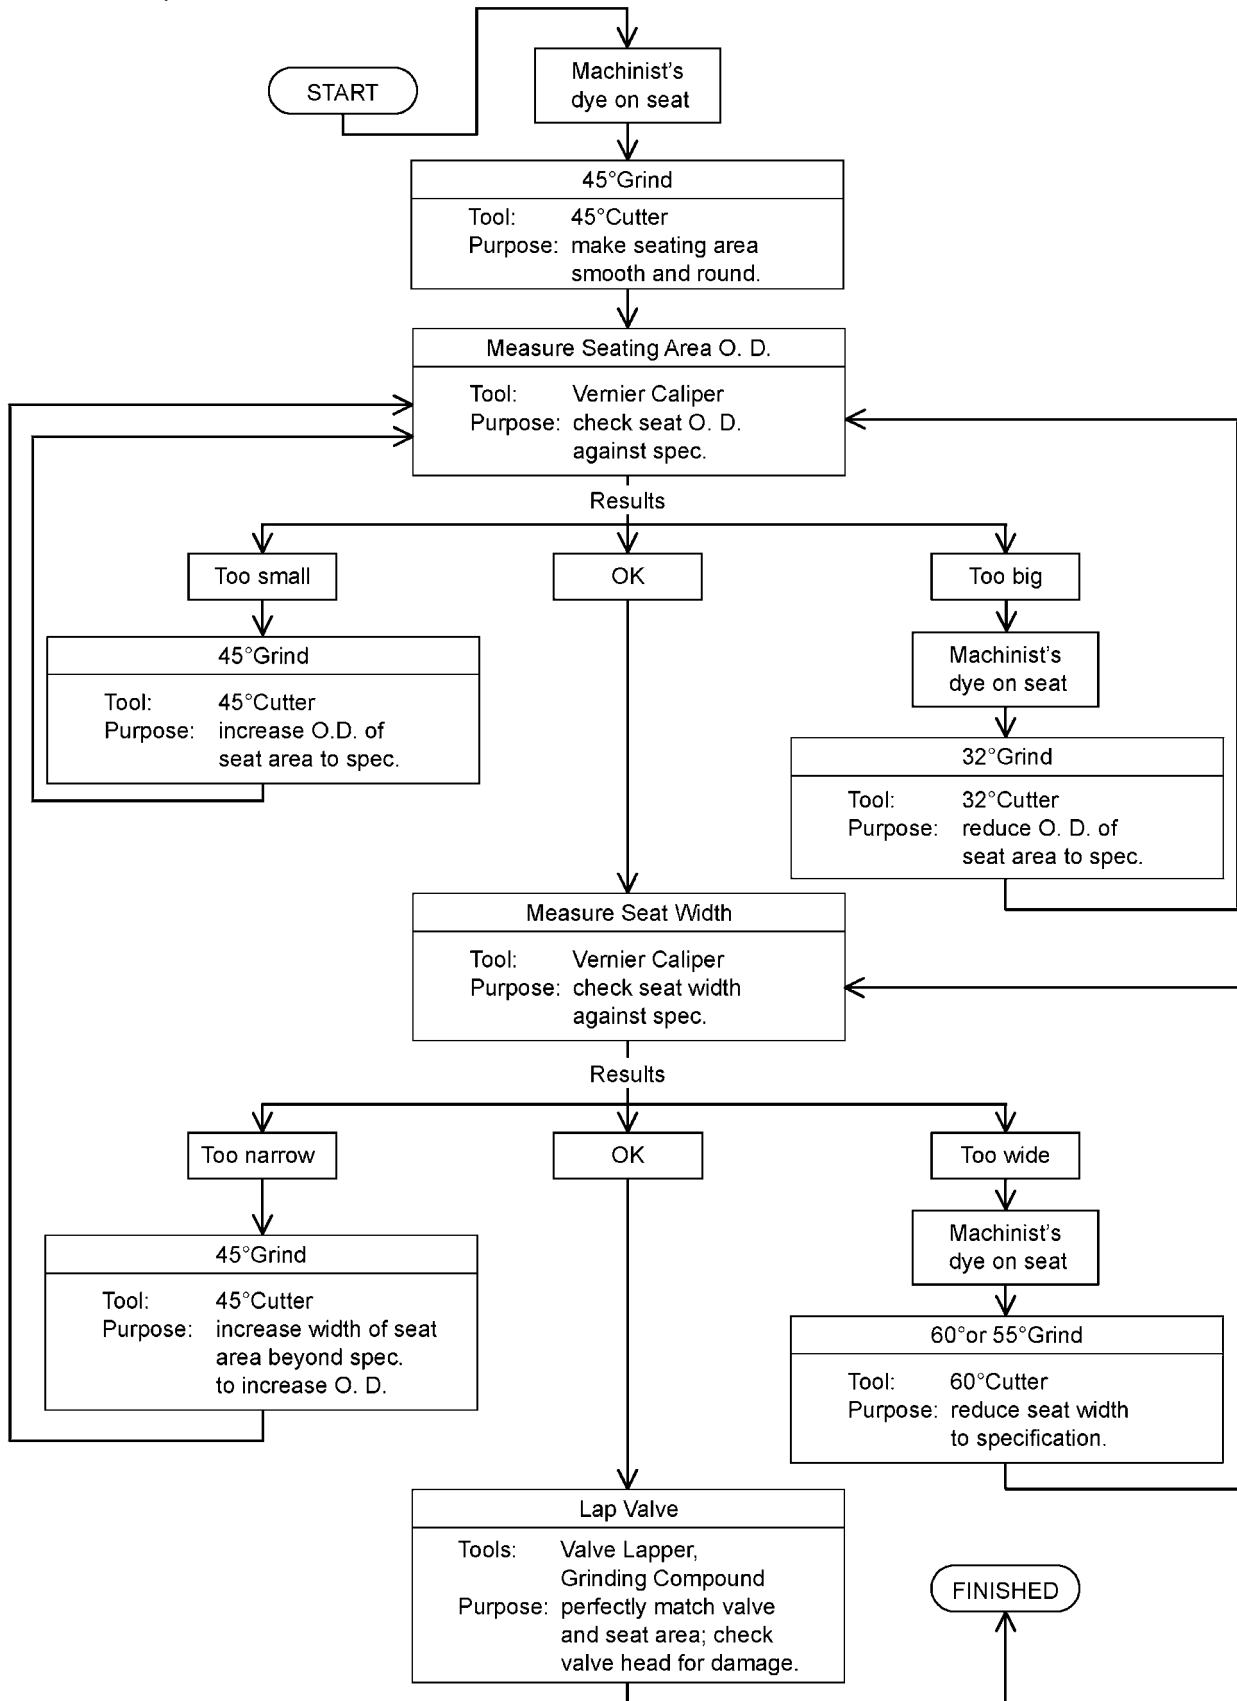 START
Machinist's
dye on seat
45°Grind
Tool: 45°Cutter
Purpose: make seating area
smooth and round.
Measure Seating Area O. D.
Tool: Vernier Caliper
Purpose: check seat O. D.
against spec.
Results
Too small
OK
Too big
45°Grind
Tool: 45°Cutter
Purpose: increase O.D. of
seat area to spec.
Machinist's
dye on seat
32°Grind
Tool: 32°Cutter
Purpose: reduce O. D. of
seat area to spec.
Measure Seat Width
Tool: Vernier Caliper
Purpose: check seat width
against spec.
Results
Too narrow
OK
Too wide
45°Grind
Tool: 45°Cutter
Purpose: increase width of seat
area beyond spec.
to increase O. D.
Machinist's
dye on seat
60°or 55°Grind
Tool: 60°Cutter
Purpose: reduce seat width
to specification.
Lap Valve
Tools: Valve Lapper,
Grinding Compound
Purpose: perfectly match valve
and seat area; check
valve head for damage.
FINISHED